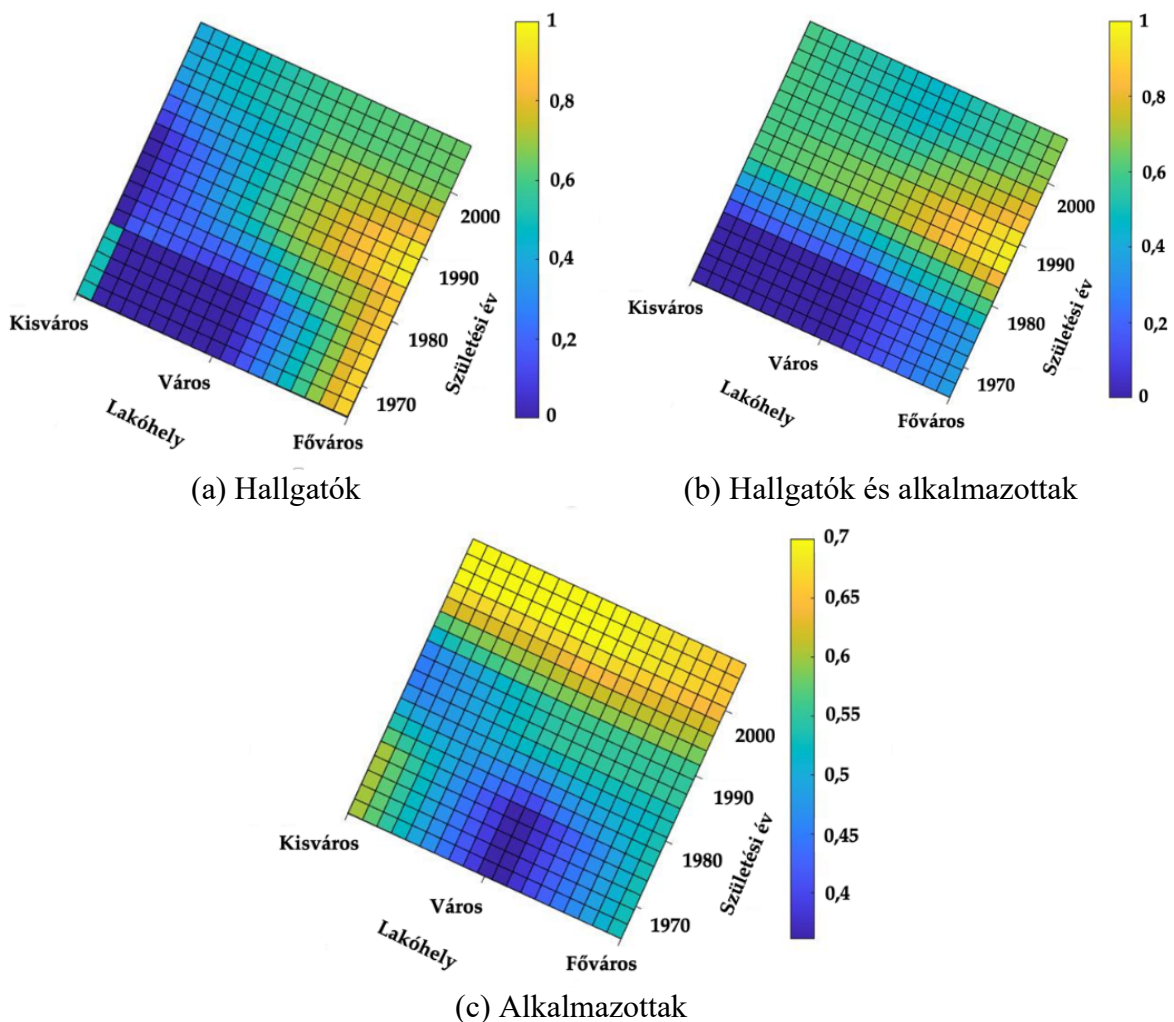 1
0,8
0,6
0,4
0,2
0
2000
1990
1980
1970
Születési év
Kisváros
Város
Főváros
Lakóhely
(a) Hallgatók
1
0,8
0,6
0,4
0,2
0
2000
1990
1980
1970
Születési év
Kisváros
Város
Főváros
Lakóhely
(b) Hallgatók és alkalmazottak
0,7
0,65
0,6
0,55
0,5
0,45
0,4
2000
1990
1980
1970
Születési év
Kisváros
Város
Főváros
Lakóhely
(c) Alkalmazottak